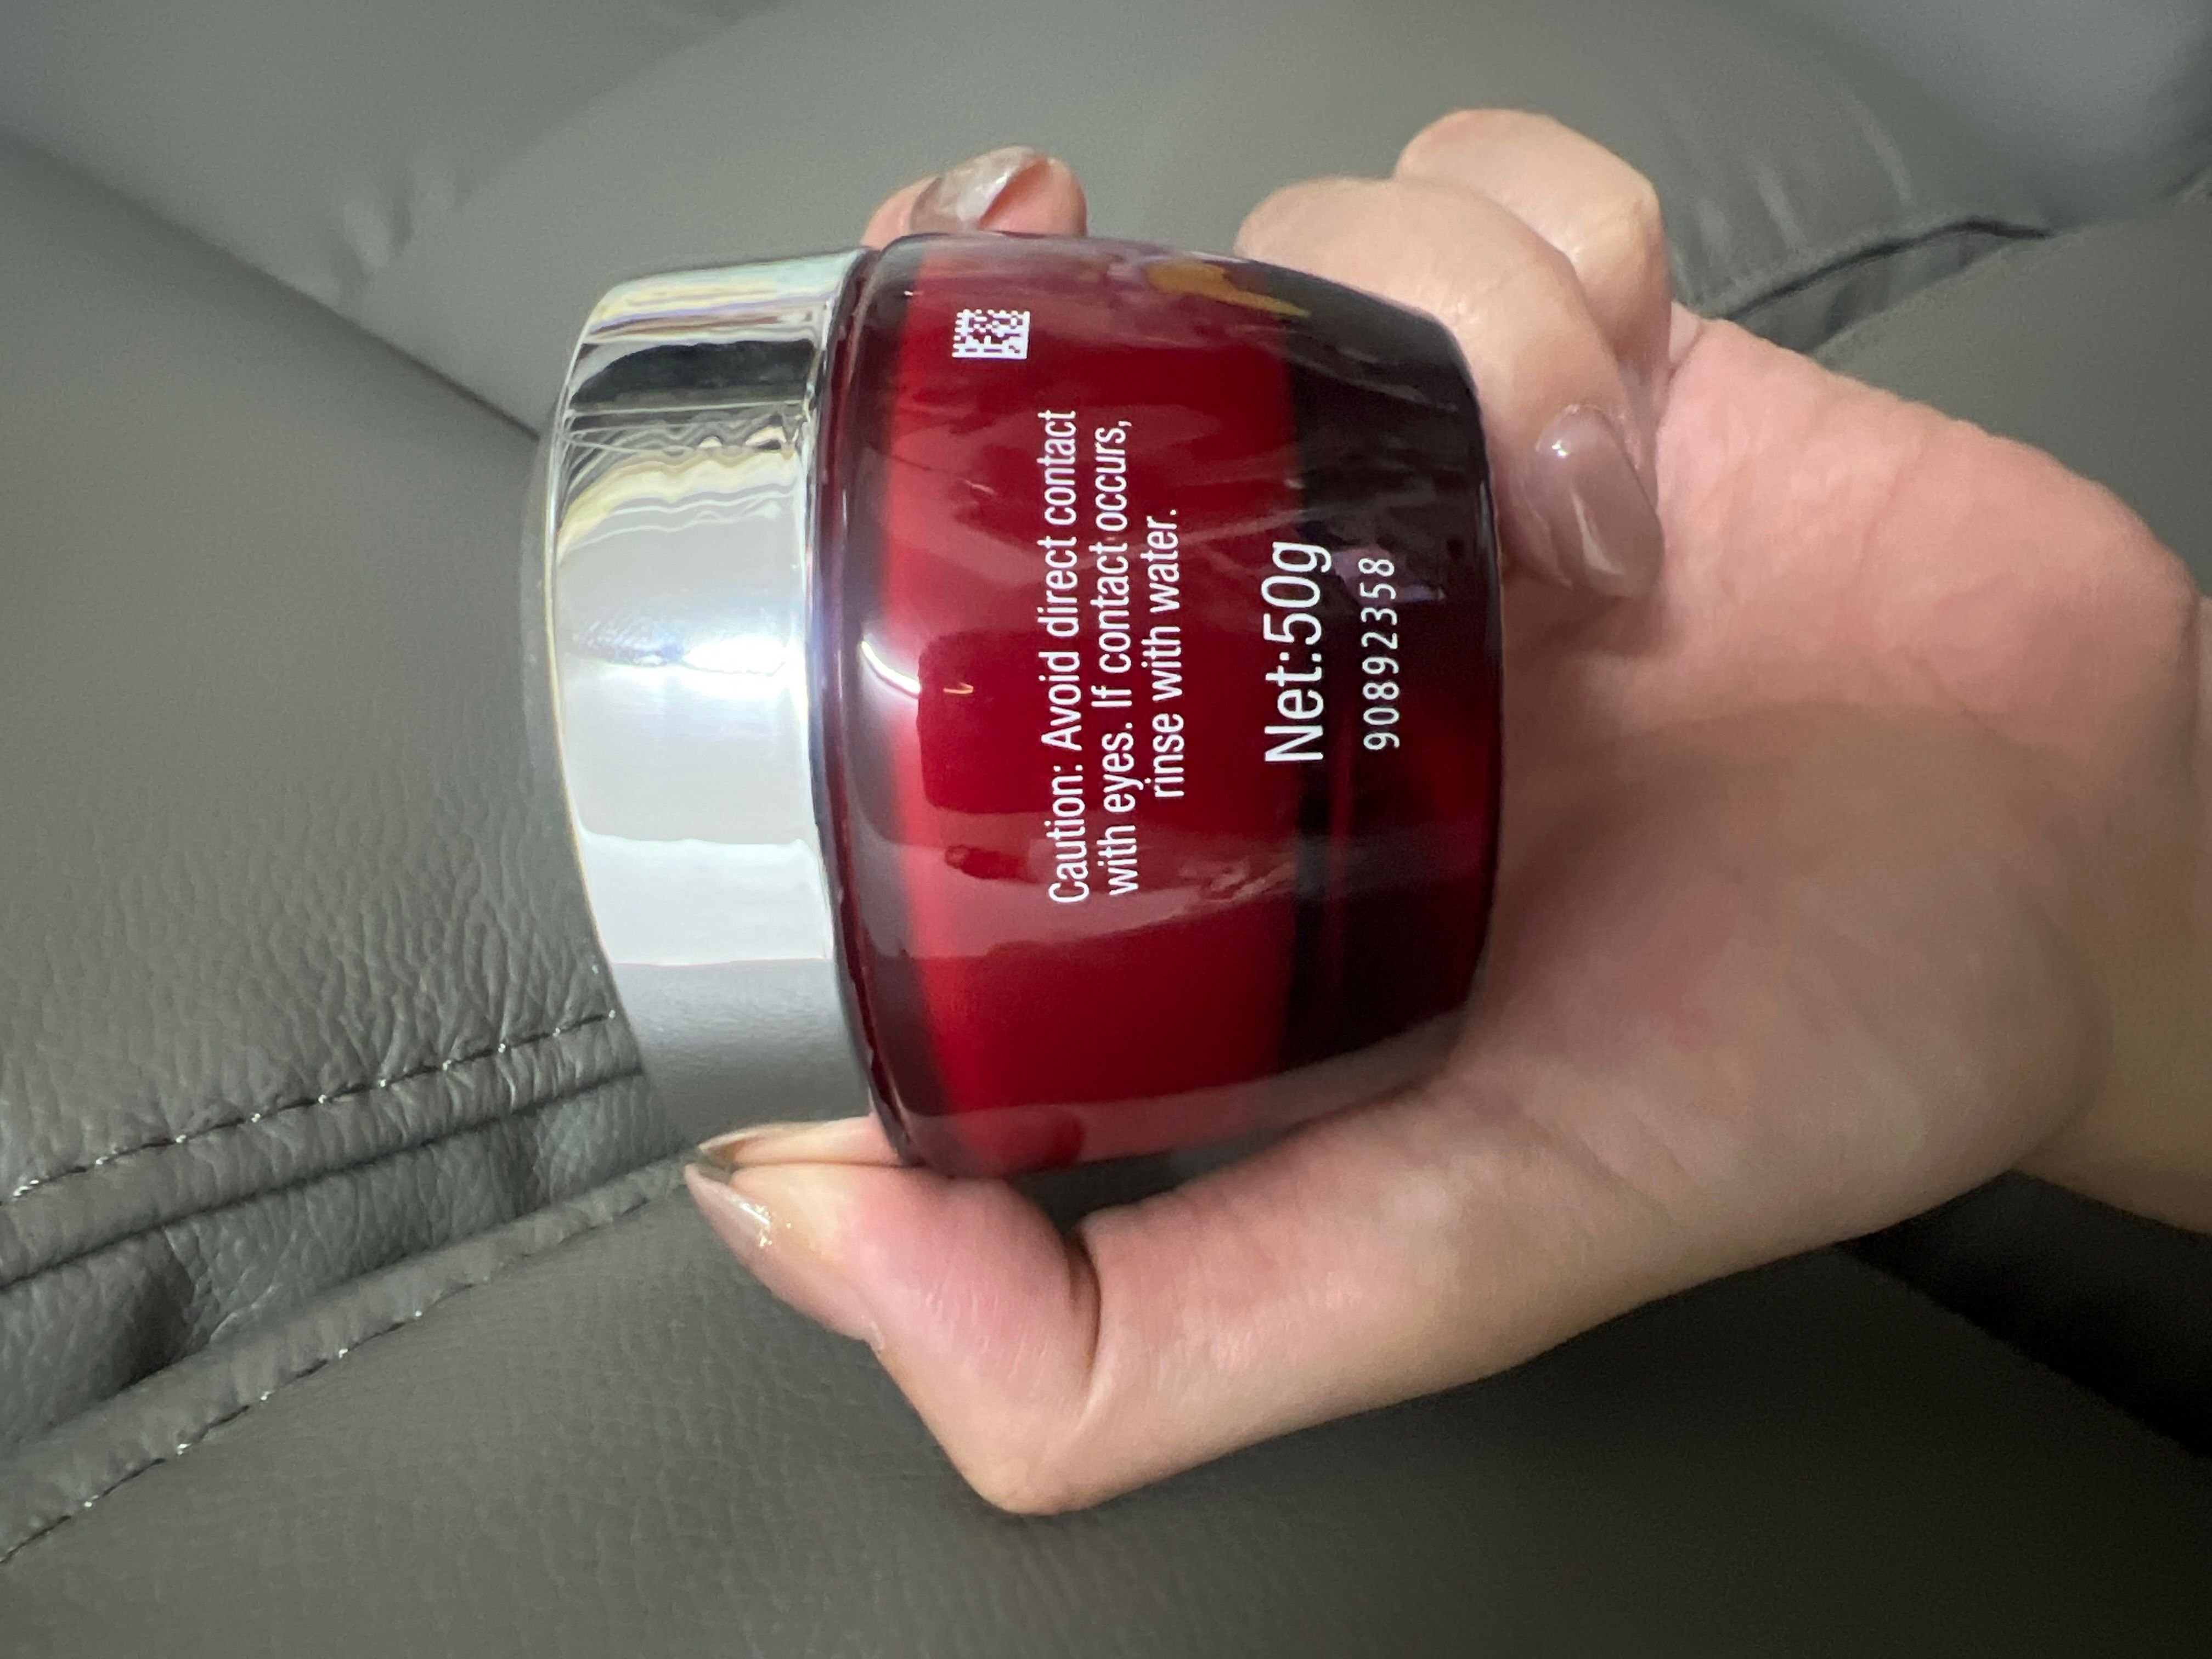 Caution: Avoid direct contact
with eyes. If contact occurs,
rinse with water.
Net:50g
90892358